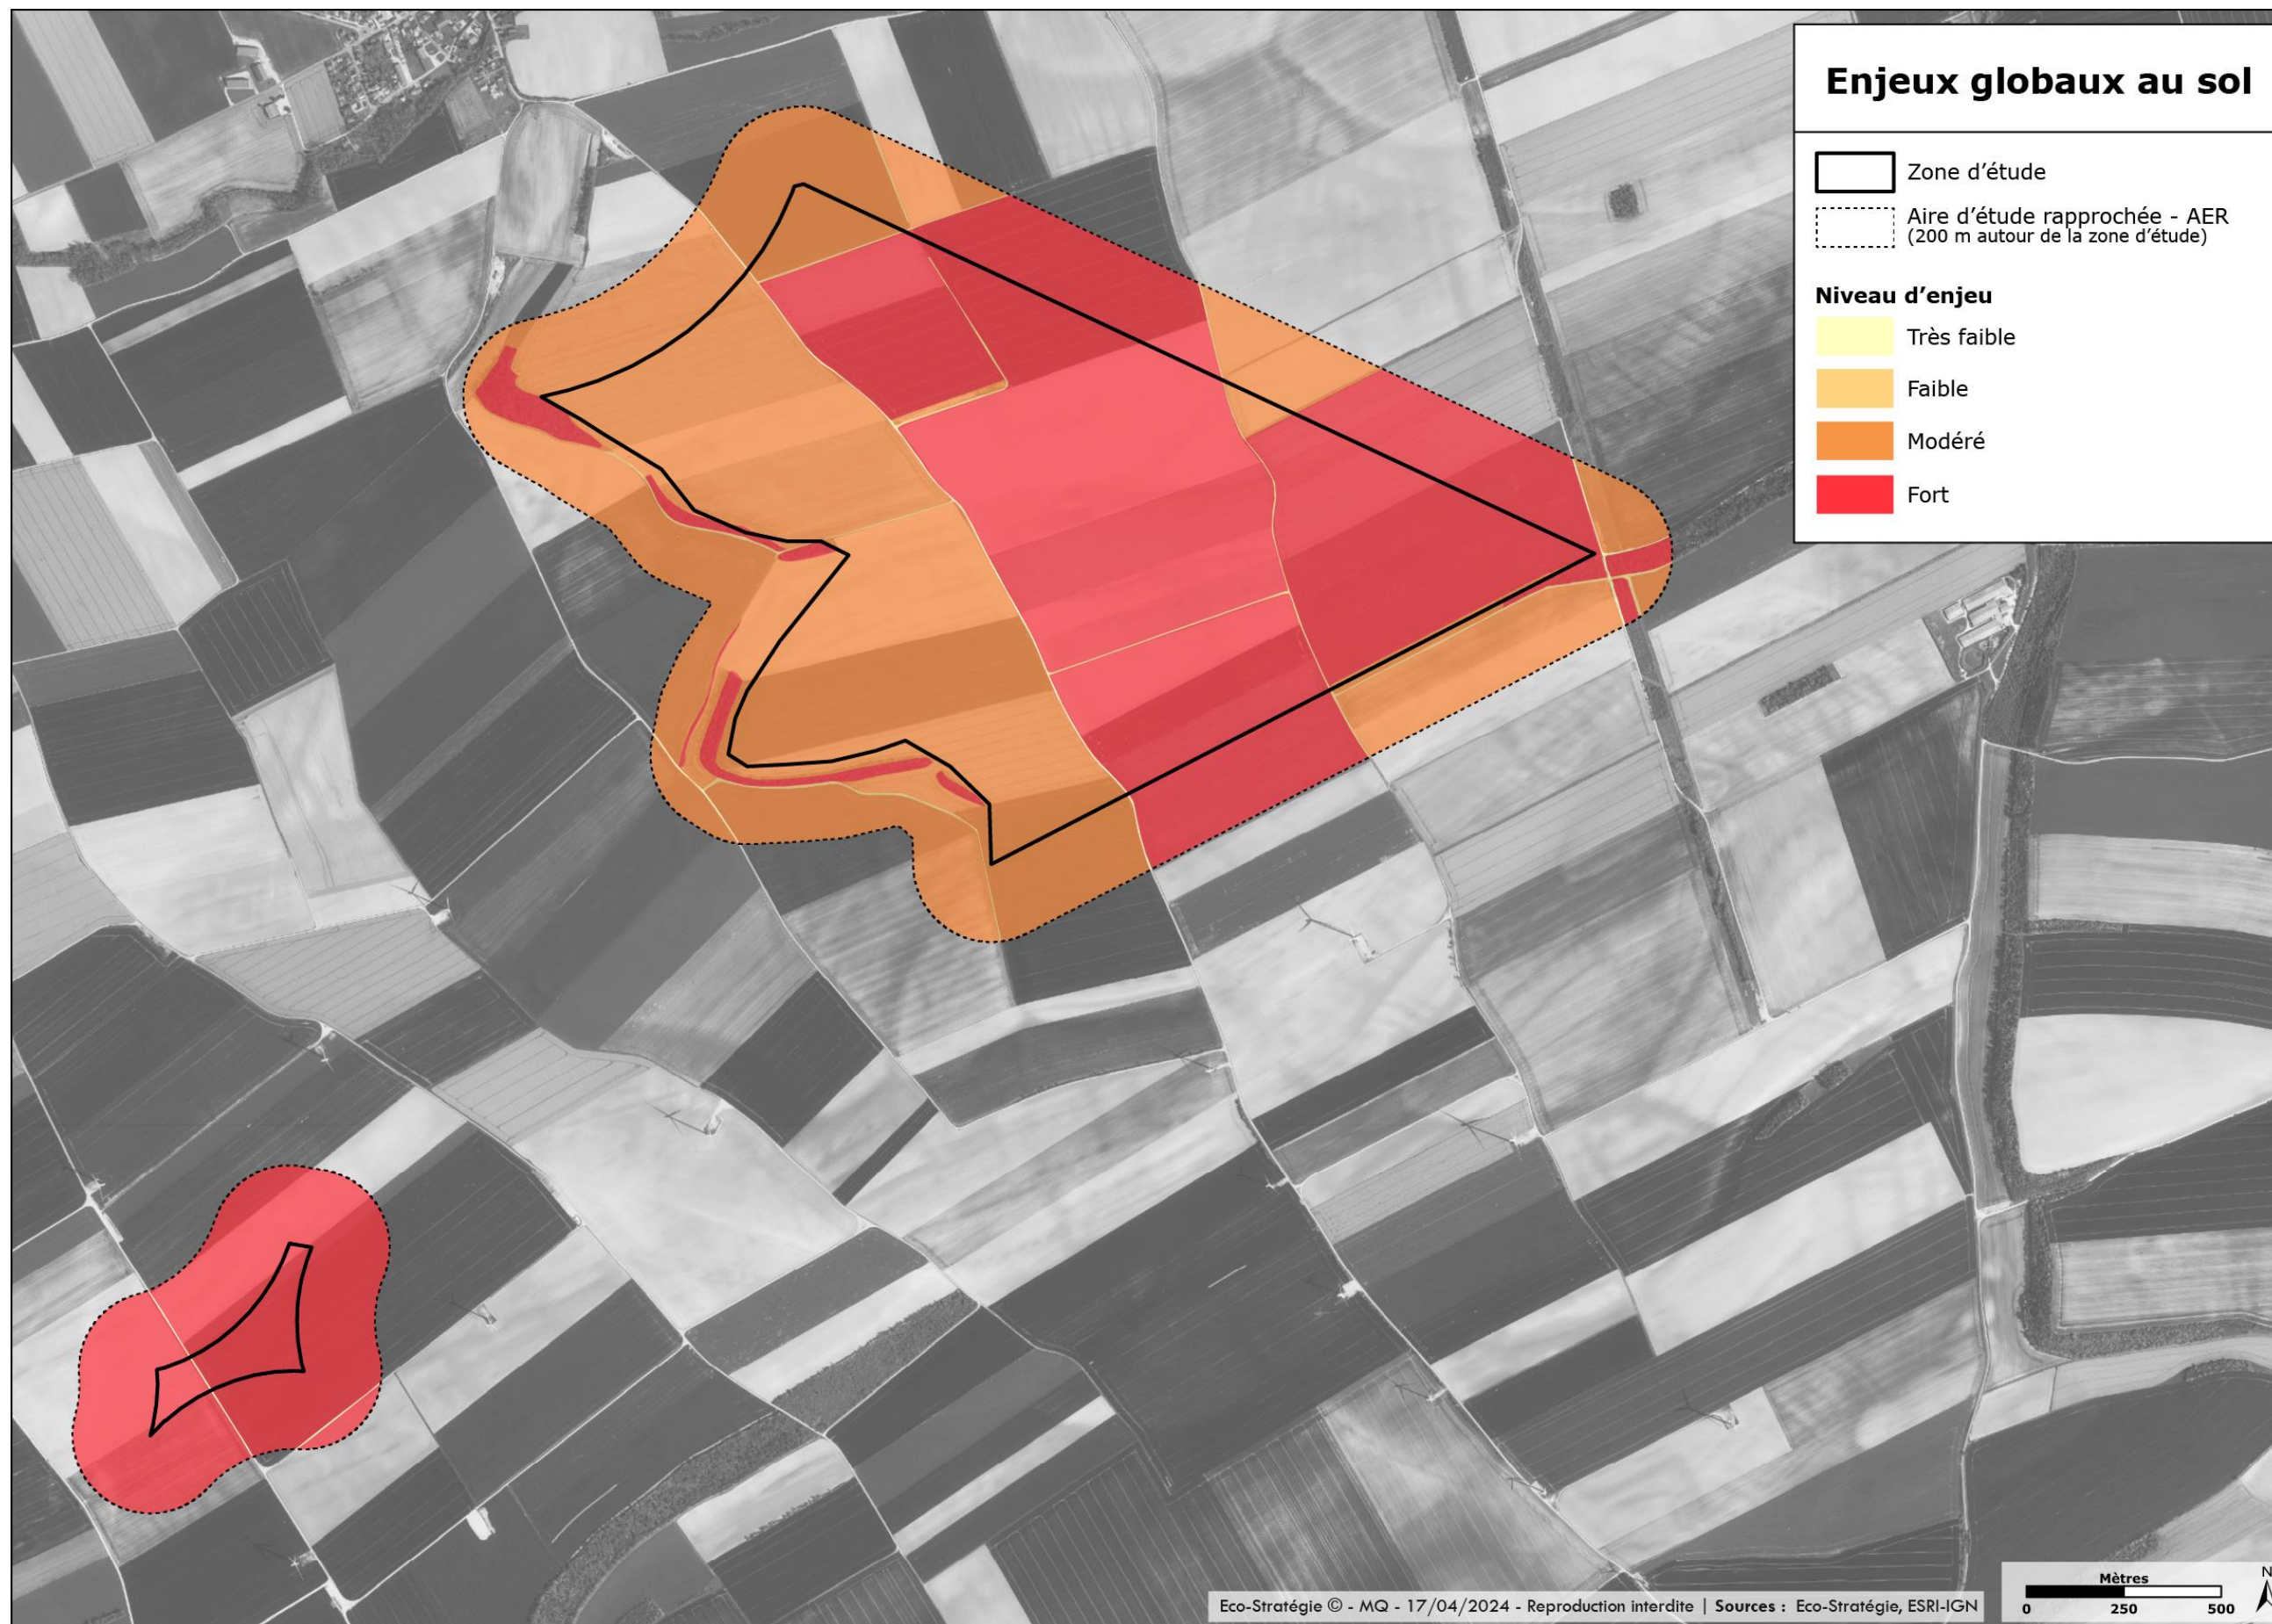 Enjeux globaux au sol
Zone d’étude
Aire d’étude rapprochée - AER
(200 m autour de la zone d’étude)
Niveau d’enjeu
Très faible
Faible
Modéré
Fort
Eco-Stratégie © - MQ - 17/04/2024 - Reproduction interdite | Sources : Eco-Stratégie, ESRI-IGN
Mètres
0 250 500
N